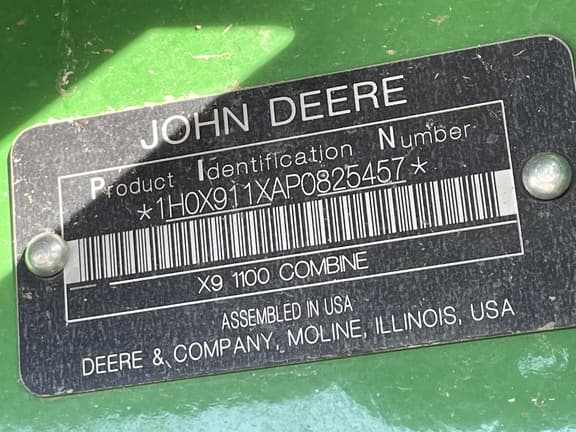 JOHN DEERE
Product Identification Number
*1H0X911XAP0825457*
X9 1100 COMBINE
ASSEMBLED IN USA
DEERE & COMPANY, MOLINE, ILLINOIS, USA